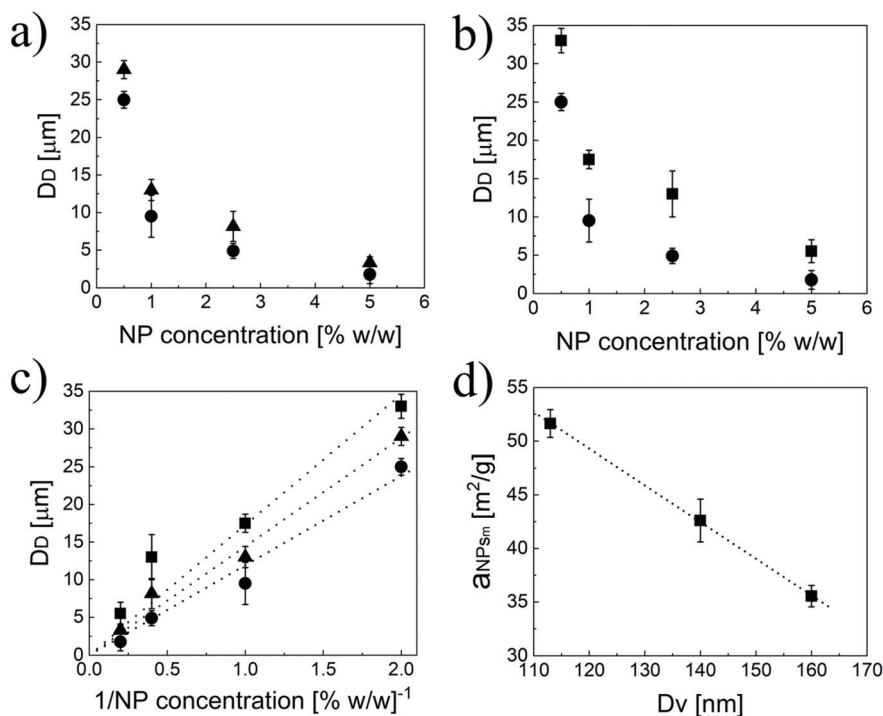 a)
35
30
25
20
15
10
5
0
DD [μm]
0 1 2 3 4 5 6
NP concentration [% w/w]
b)
35
30
25
20
15
10
5
0
DD [μm]
0 1 2 3 4 5 6
NP concentration [% w/w]
c)
35
30
25
20
15
10
5
0
DD [μm]
0.0 0.5 1.0 1.5 2.0
1/NP concentration [% w/w]-1
d)
55
50
45
40
35
30
aNPSm [m2/g]
110 120 130 140 150 160 170
Dv [nm]